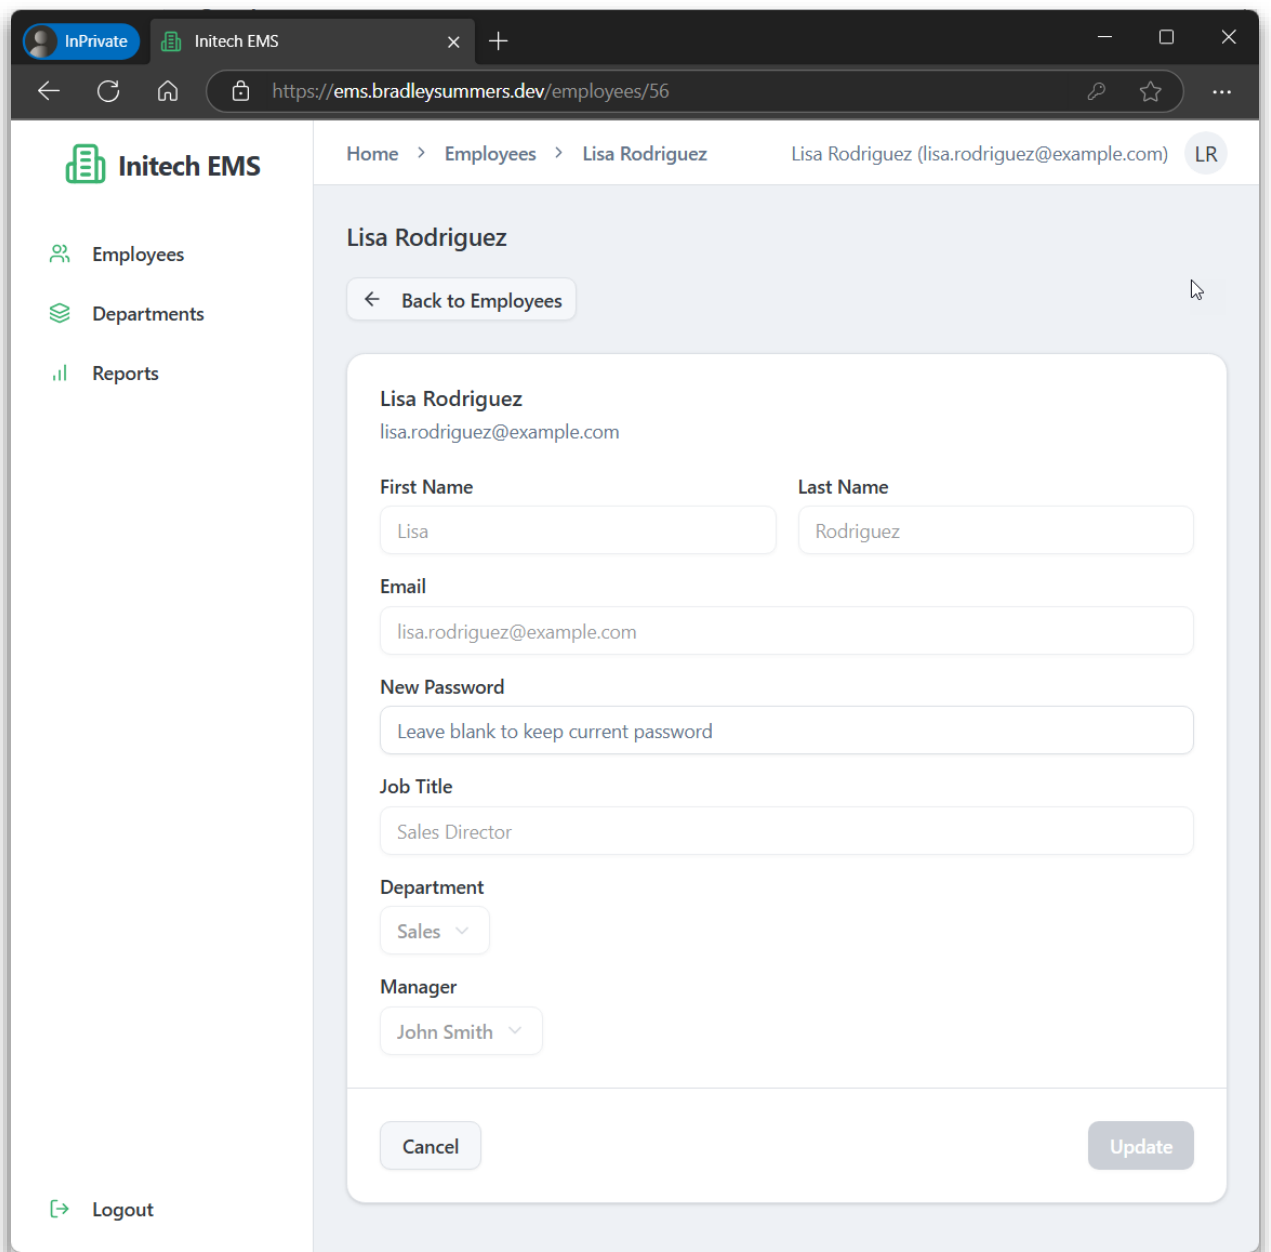 InPrivate
Initech EMS
https://ems.bradleysummers.dev/employees/56
Initech EMS
Home > Employees > Lisa Rodriguez
Lisa Rodriguez (lisa.rodriguez@example.com) LR
Employees
Departments
Reports
Logout
Lisa Rodriguez
Back to Employees
Lisa Rodriguez
lisa.rodriguez@example.com
First Name Last Name
Lisa Rodriguez
Email
lisa.rodriguez@example.com
New Password
Leave blank to keep current password
Job Title
Sales Director
Department
Sales
Manager
John Smith
Cancel Update